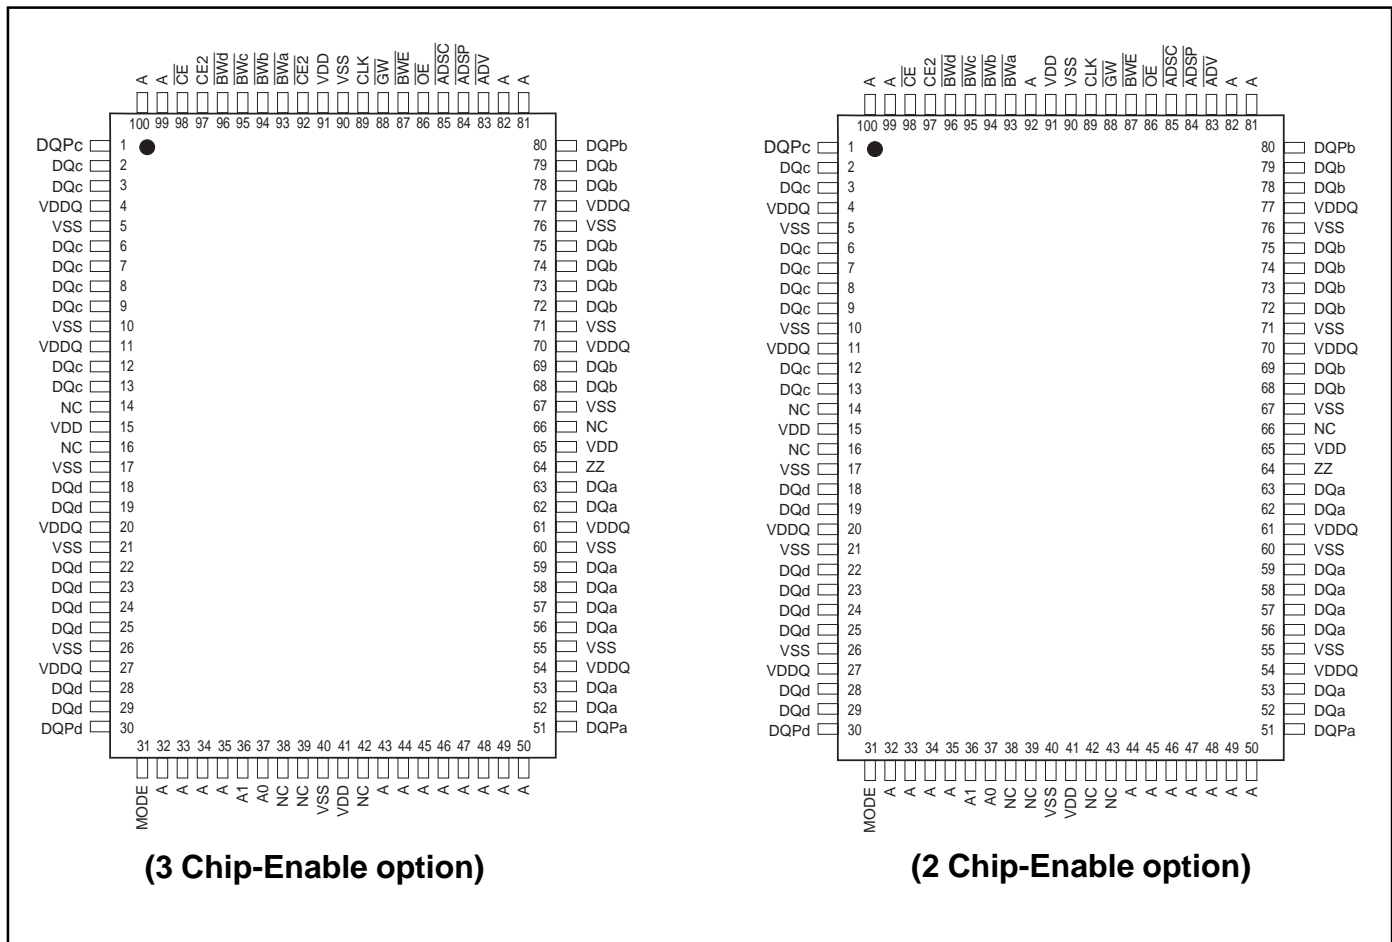 A A CE CE2 BWd BWc BWb BWa CE2 VDD VSS CLK GW BWE OE ADSC ADSP ADV A A
100 99 98 97 96 95 94 93 92 91 90 89 88 87 86 85 84 83 82 81
DQPc 1 80 DQPb
DQc 2 79 DQb
DQc 3 78 DQb
VDDQ 4 77 VDDQ
VSS 5 76 VSS
DQc 6 75 DQb
DQc 7 74 DQb
DQc 8 73 DQb
DQc 9 72 DQb
VSS 10 71 VSS
VDDQ 11 70 VDDQ
DQc 12 69 DQb
DQc 13 68 DQb
NC 14 67 VSS
VDD 15 66 NC
NC 16 65 VDD
VSS 17 64 ZZ
DQd 18 63 DQa
DQd 19 62 DQa
VDDQ 20 61 VDDQ
VSS 21 60 VSS
DQd 22 59 DQa
DQd 23 58 DQa
DQd 24 57 DQa
DQd 25 56 DQa
VSS 26 55 VSS
VDDQ 27 54 VDDQ
DQd 28 53 DQa
DQd 29 52 DQa
DQPd 30 51 DQPa
31 32 33 34 35 36 37 38 39 40 41 42 43 44 45 46 47 48 49 50
MODE A A A A A1 A0 NC NC VSS VDD NC A A A A A A A A
(3 Chip-Enable option)
A A CE CE2 BWd BWc BWb BWa A VDD VSS CLK GW BWE OE ADSC ADSP ADV A A
100 99 98 97 96 95 94 93 92 91 90 89 88 87 86 85 84 83 82 81
DQPc 1 80 DQPb
DQc 2 79 DQb
DQc 3 78 DQb
VDDQ 4 77 VDDQ
VSS 5 76 VSS
DQc 6 75 DQb
DQc 7 74 DQb
DQc 8 73 DQb
DQc 9 72 DQb
VSS 10 71 VSS
VDDQ 11 70 VDDQ
DQc 12 69 DQb
DQc 13 68 DQb
NC 14 67 VSS
VDD 15 66 NC
NC 16 65 VDD
VSS 17 64 ZZ
DQd 18 63 DQa
DQd 19 62 DQa
VDDQ 20 61 VDDQ
VSS 21 60 VSS
DQd 22 59 DQa
DQd 23 58 DQa
DQd 24 57 DQa
DQd 25 56 DQa
VSS 26 55 VSS
VDDQ 27 54 VDDQ
DQd 28 53 DQa
DQd 29 52 DQa
DQPd 30 51 DQPa
31 32 33 34 35 36 37 38 39 40 41 42 43 44 45 46 47 48 49 50
MODE A A A A A1 A0 NC NC VSS VDD NC NC A A A A A A A
(2 Chip-Enable option)